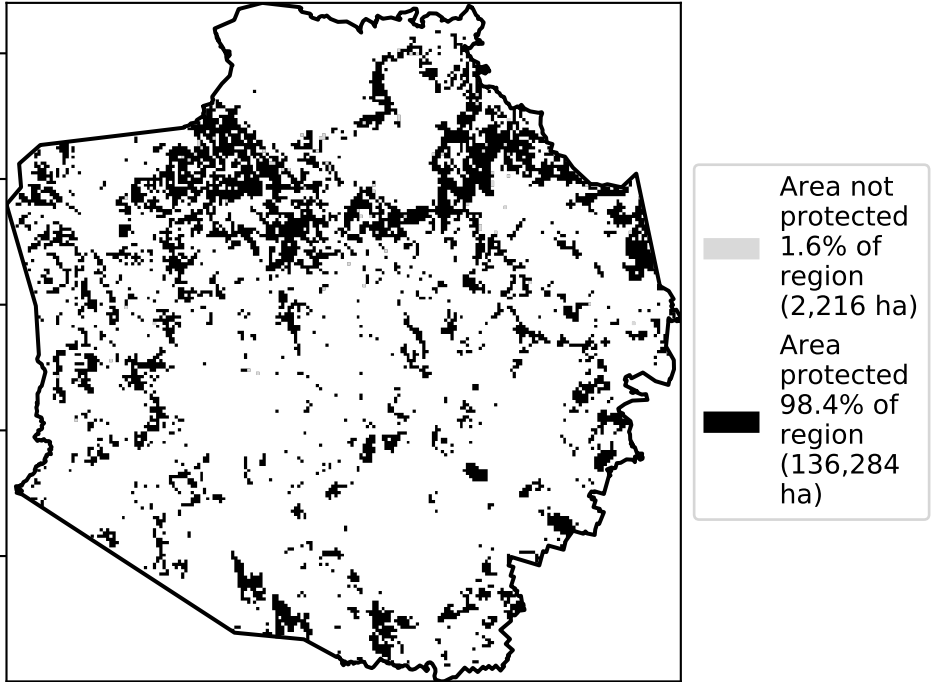 Area not
protected
1.6% of
region
(2,216 ha)
Area
protected
98.4% of
region
(136,284
ha)